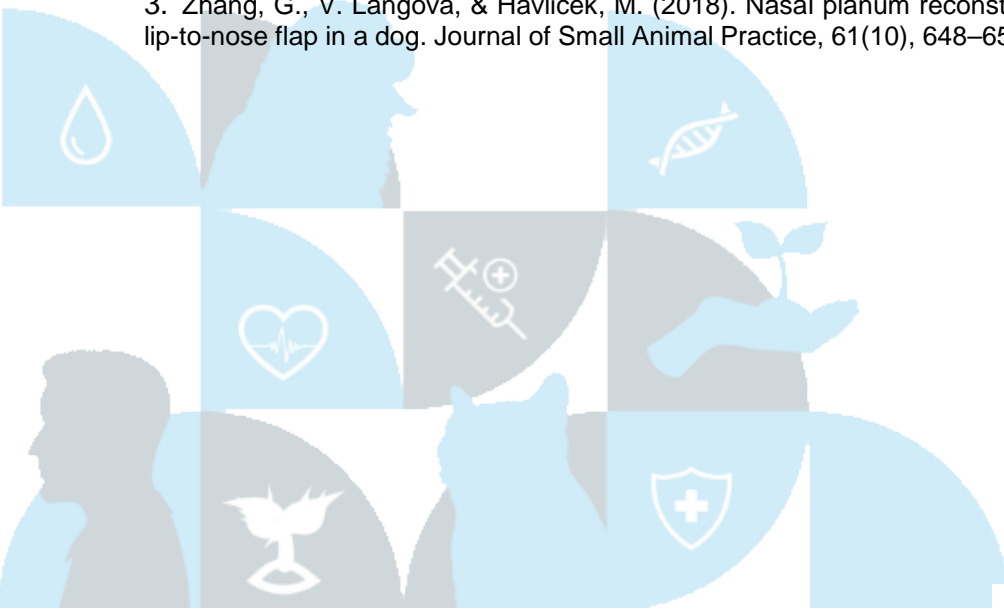 3. Zhang, G., V. Langova, & Havlicek, M. (2018). Nasal planum reconst
lip-to-nose flap in a dog. Journal of Small Animal Practice, 61(10), 648–65